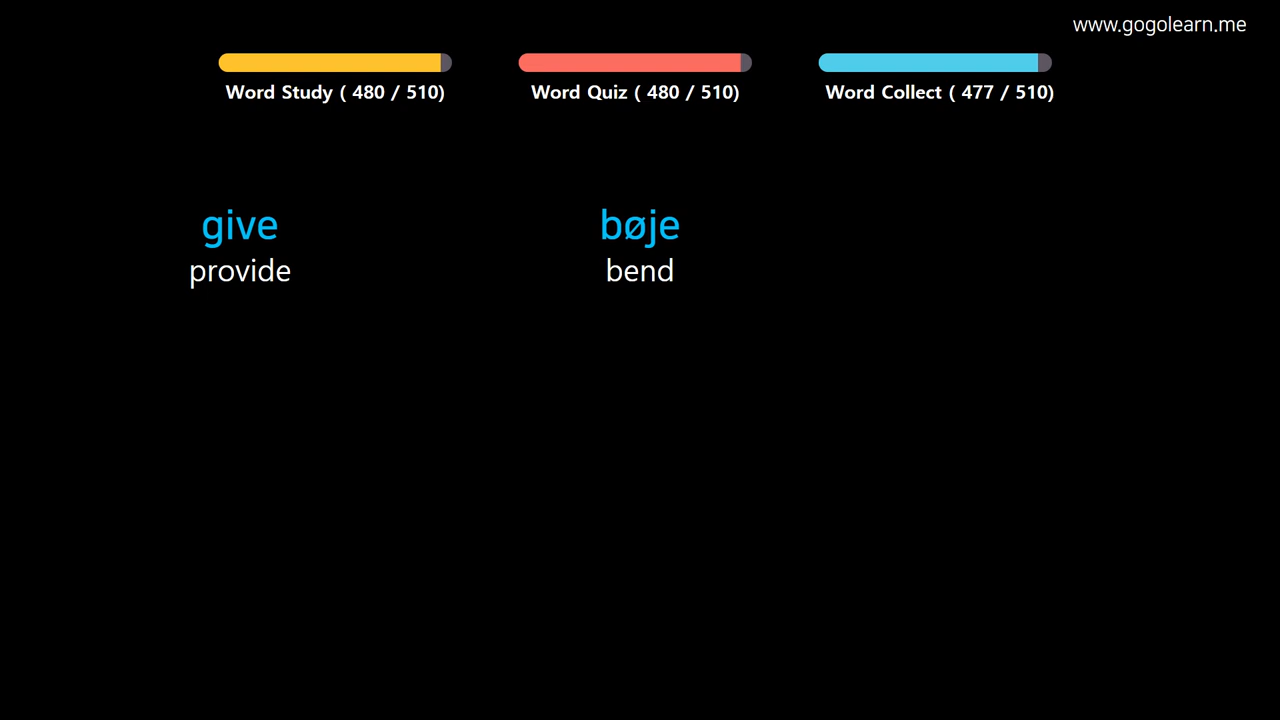 www.gogolearn.me
Word Study ( 480 / 510)
Word Quiz ( 480 / 510)
Word Collect ( 477 / 510)
give
provide
bøje
bend